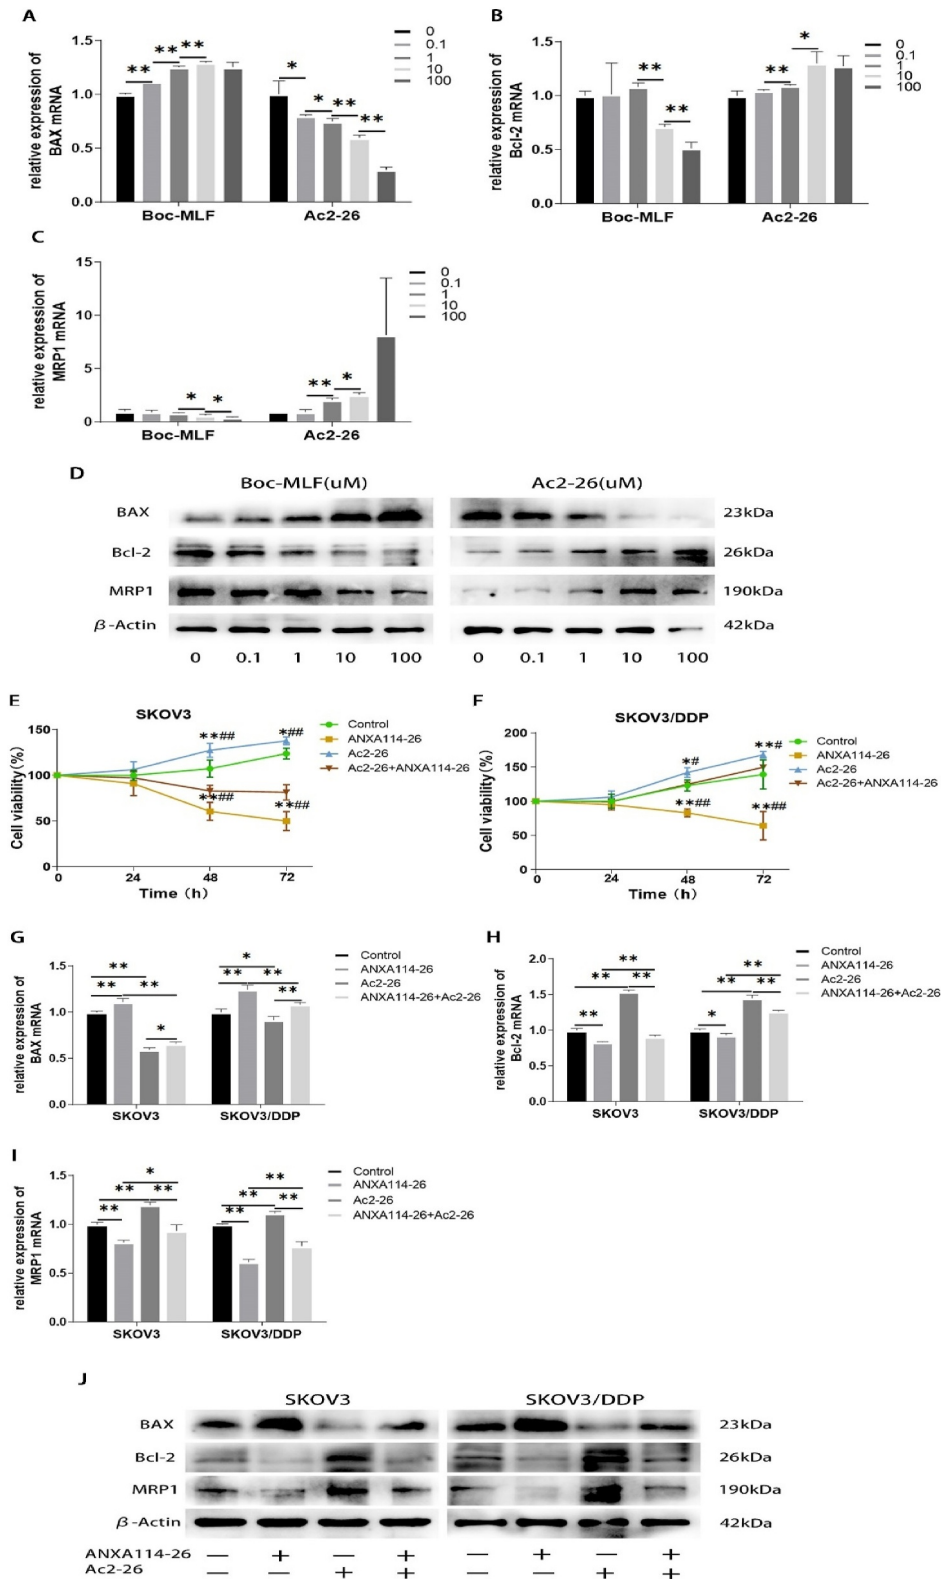 A
relative expression of
BAX mRNA
1.5
1.0
0.5
0.0
** ** **
* * ** **
0
0.1
1
10
100
Boc-MLF Ac2-26
B
relative expression of
Bcl-2 mRNA
1.5
1.0
0.5
0.0
** **
** *
0
0.1
1
10
100
Boc-MLF Ac2-26
C
relative expression of
MRP1 mRNA
15
10
5
0
* *
** *
0
0.1
1
10
100
Boc-MLF Ac2-26
D
Boc-MLF(uM) Ac2-26(uM)
BAX 23kDa
Bcl-2 26kDa
MRP1 190kDa
β-Actin 42kDa
0 0.1 1 10 100 0 0.1 1 10 100
E
SKOV3
Cell viability(%)
150
100
50
0
**## *##
**## **##
Control
ANXA114-26
Ac2-26
Ac2-26+ANXA114-26
0 24 48 72
Time (h)
F
SKOV3/DDP
Cell viability(%)
200
150
100
50
0
*# **#
**## **##
Control
ANXA114-26
Ac2-26
Ac2-26+ANXA114-26
0 24 48 72
Time (h)
G
relative expression of
BAX mRNA
1.5
1.0
0.5
0.0
** *
** ** ** **
* **
Control
ANXA114-26
Ac2-26
ANXA114-26+Ac2-26
SKOV3 SKOV3/DDP
H
relative expression of
Bcl-2 mRNA
2.0
1.5
1.0
0.5
0.0
** **
** ** ** **
** *
Control
ANXA114-26
Ac2-26
ANXA114-26+Ac2-26
SKOV3 SKOV3/DDP
I
relative expression of
MRP1 mRNA
1.5
1.0
0.5
0.0
* **
** ** ** **
** **
Control
ANXA114-26
Ac2-26
ANXA114-26+Ac2-26
SKOV3 SKOV3/DDP
J
SKOV3 SKOV3/DDP
BAX 23kDa
Bcl-2 26kDa
MRP1 190kDa
β-Actin 42kDa
ANXA114-26 — + — + — + — +
Ac2-26 — — + + — — + +